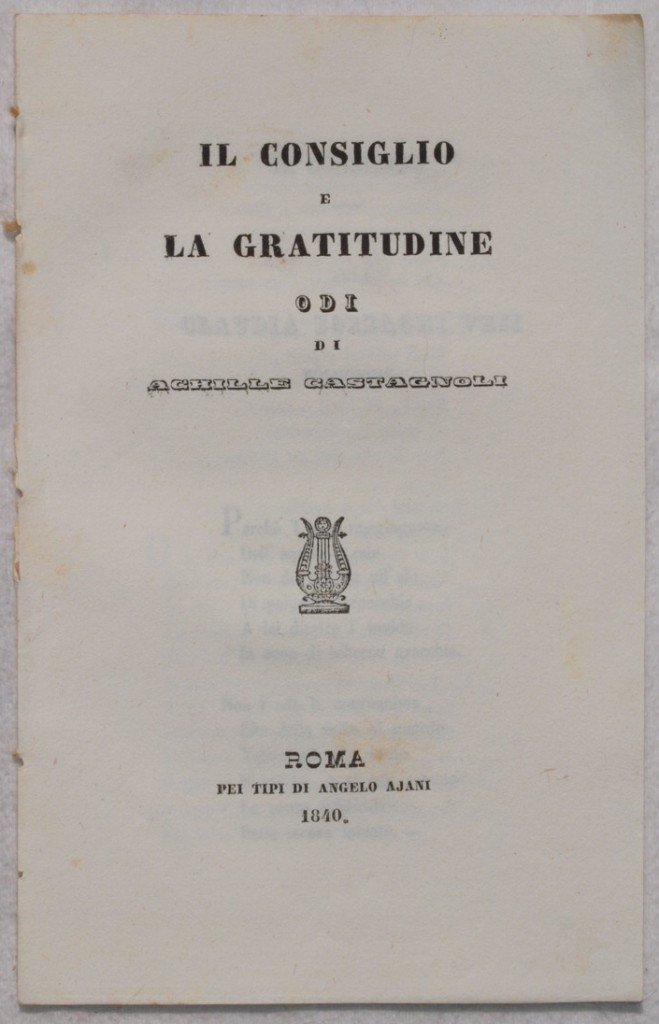 IL CONSIGLIO
E
LA GRATITUDINE
ODI
DI
ACHILLE CASTAGNOLI
ROMA
PEI TIPI DI ANGELO AJANI
1840.